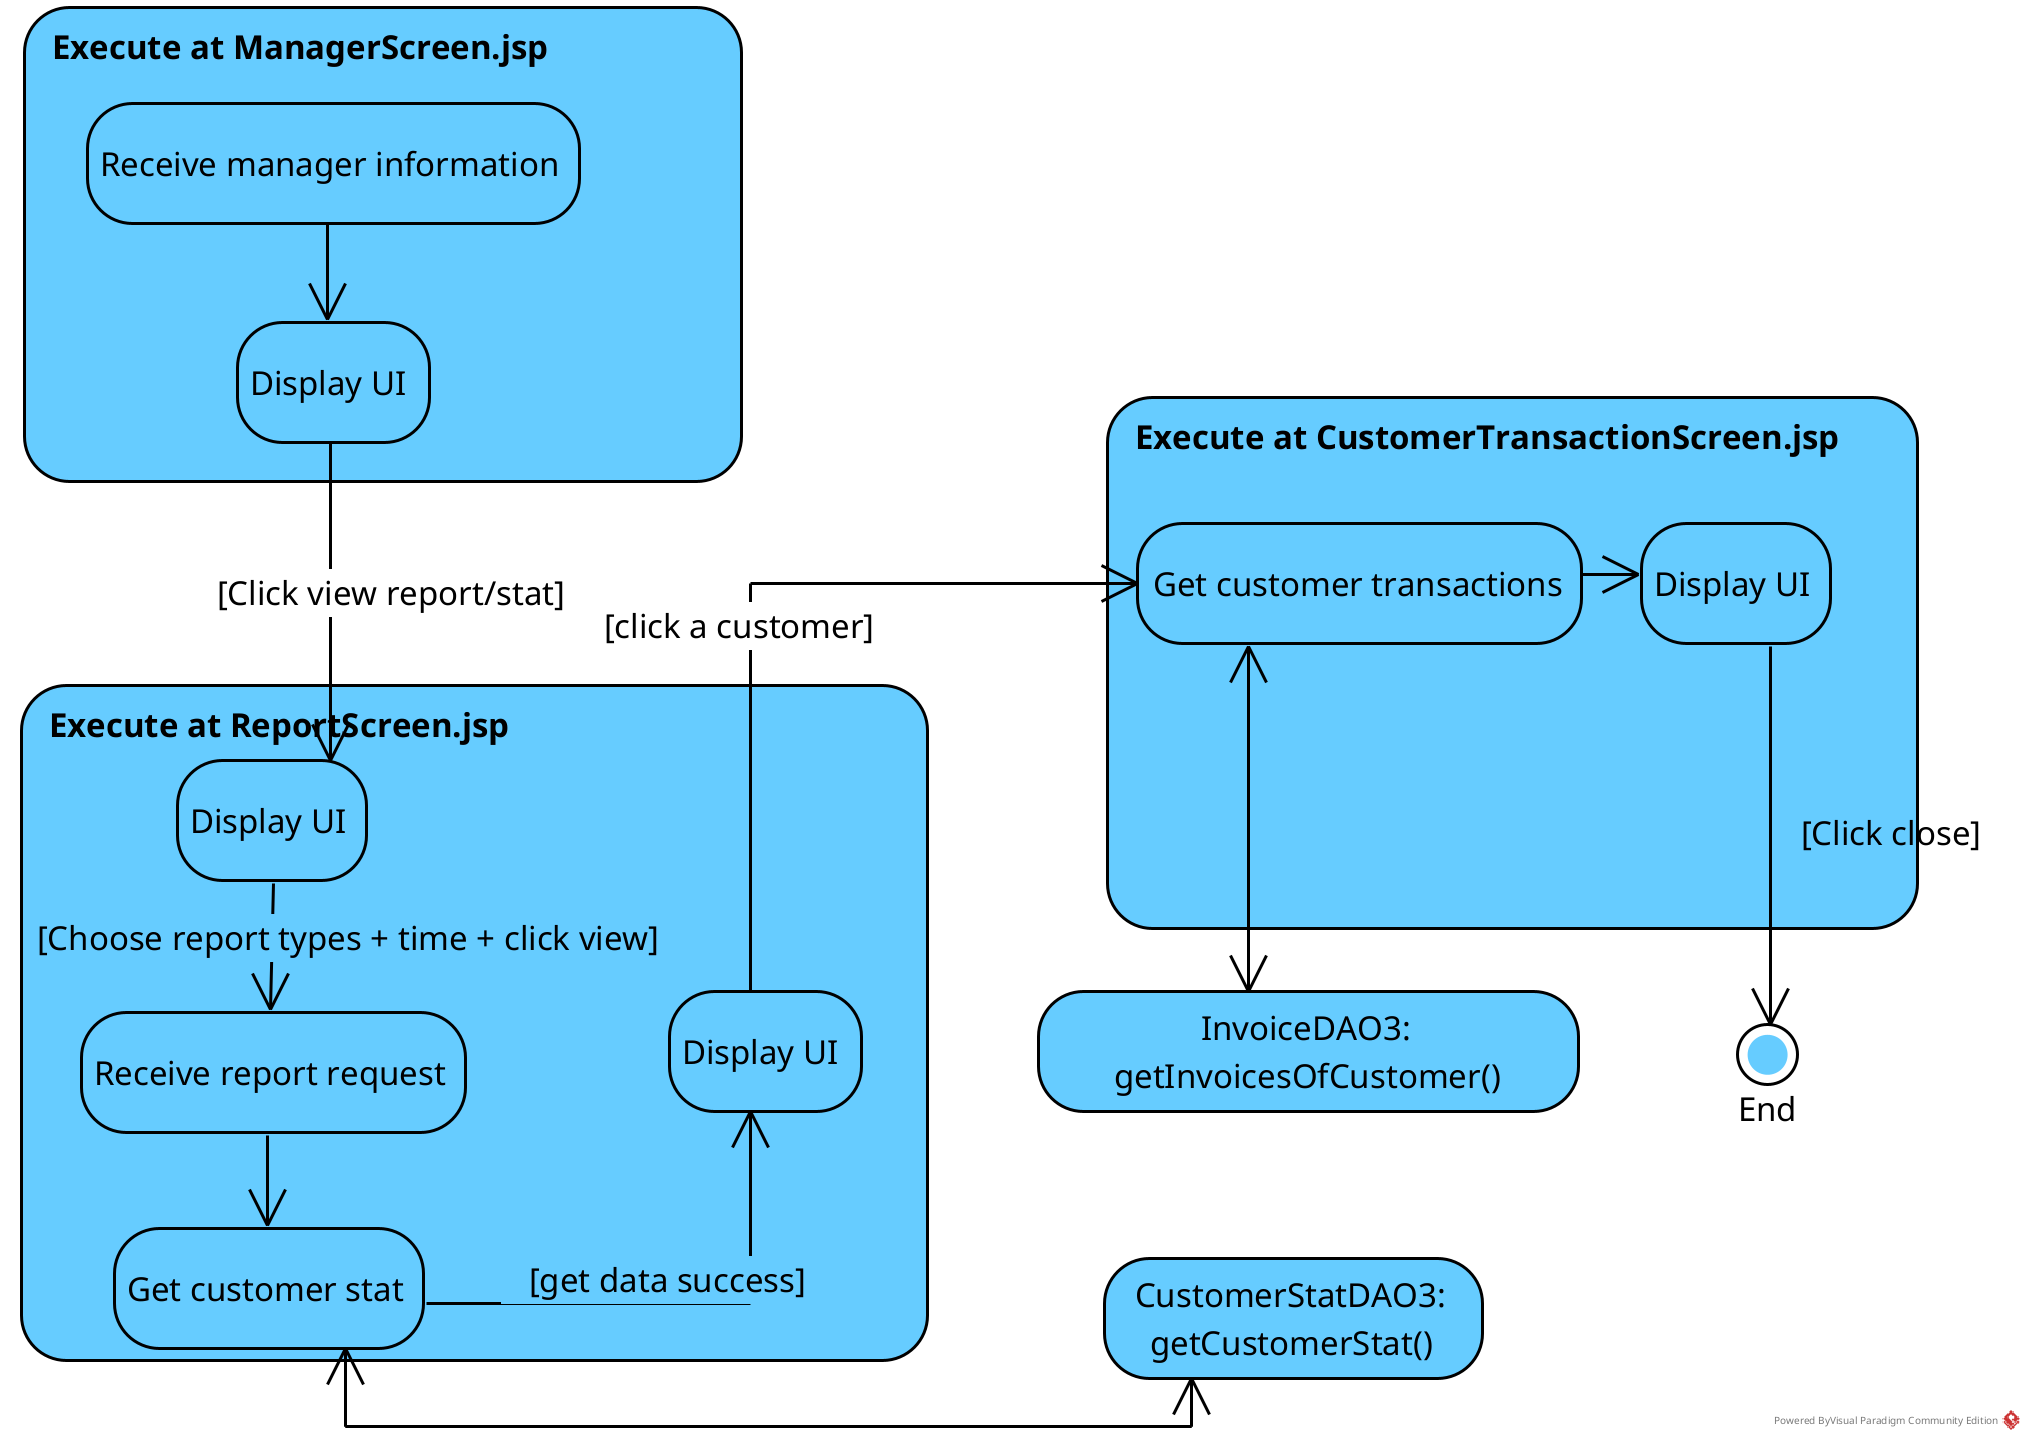 Execute at ManagerScreen.jsp
Receive manager information
Display UI
[Click view report/stat]
[click a customer]
Execute at ReportScreen.jsp
Display UI
[Choose report types + time + click view]
Receive report request
Display UI
Get customer stat
[get data success]
Execute at CustomerTransactionScreen.jsp
Get customer transactions
Display UI
[Click close]
InvoiceDAO3:
getInvoicesOfCustomer()
End
CustomerStatDAO3:
getCustomerStat()
Powered ByVisual Paradigm Community Edition